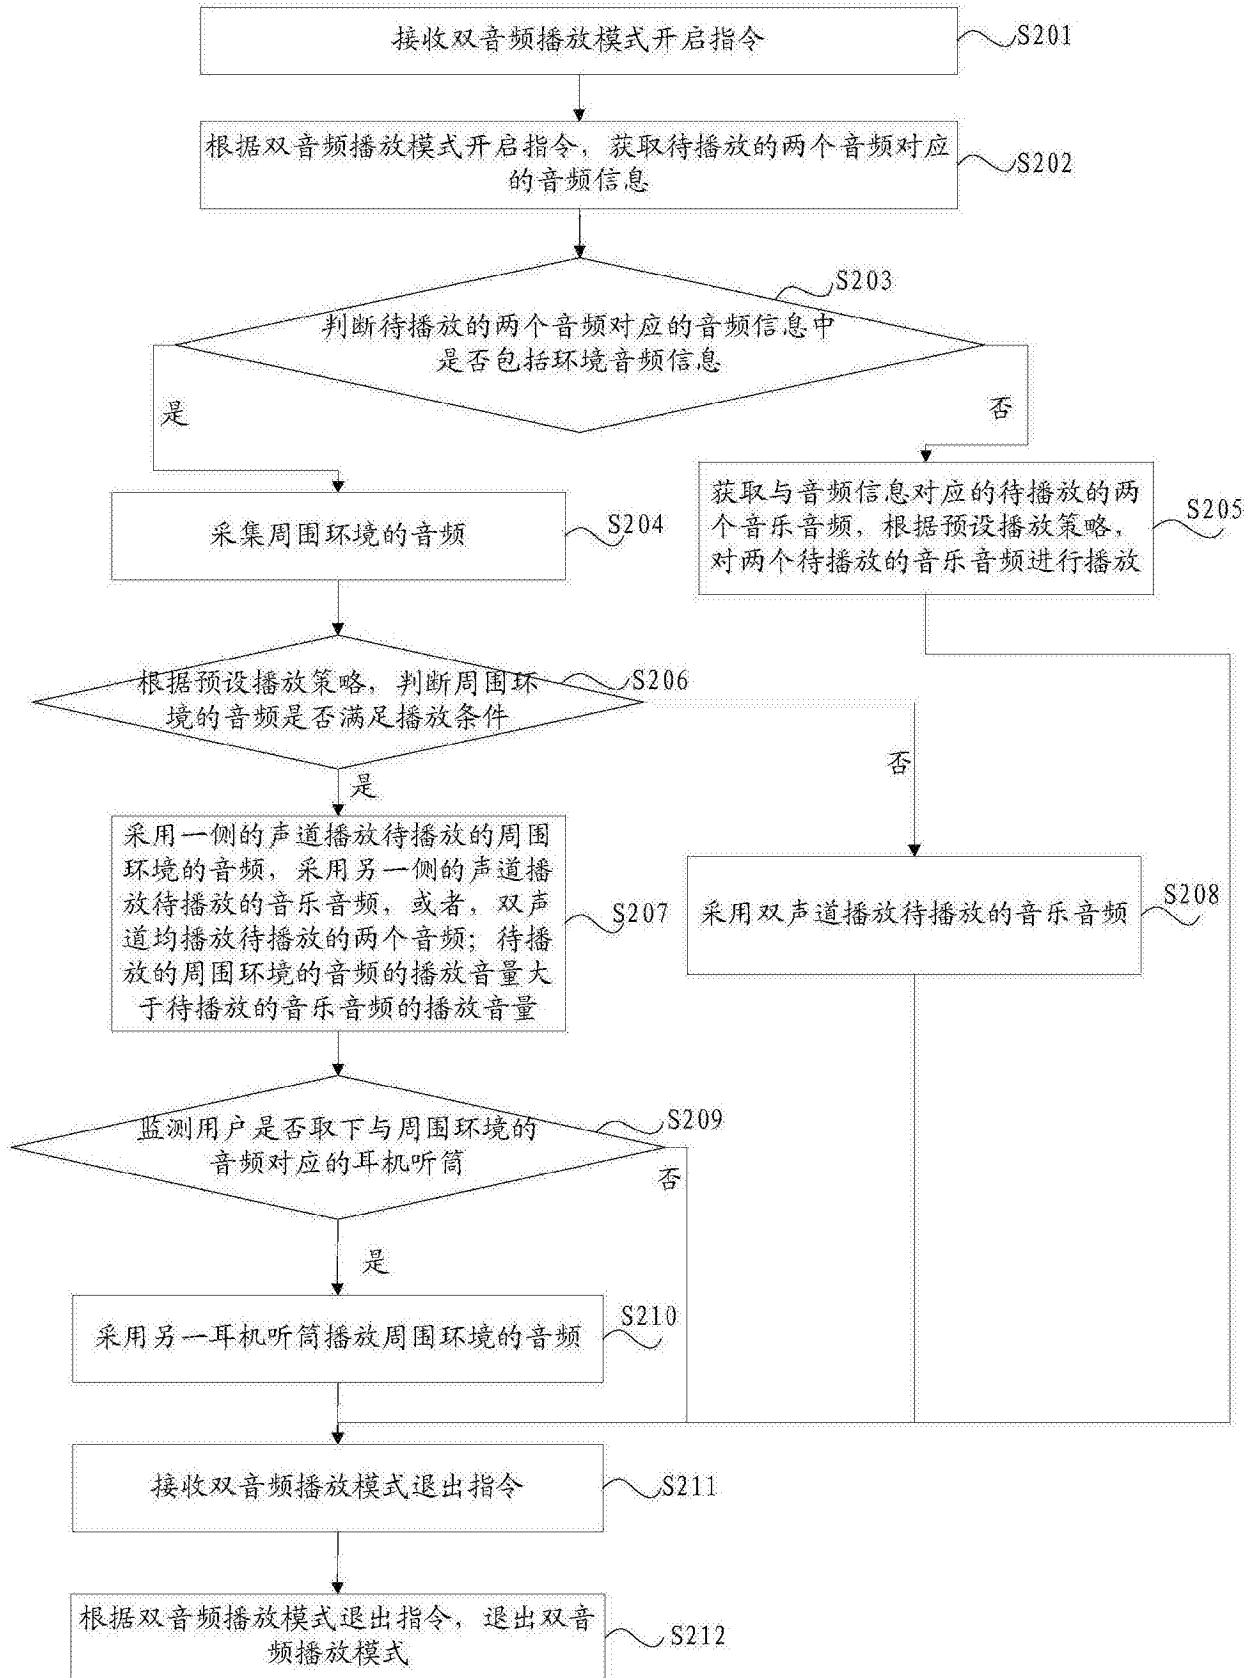 接收双音频播放模式开启指令
S201
根据双音频播放模式开启指令，获取待播放的两个音频对应
的音频信息
S202
S203
判断待播放的两个音频对应的音频信息中
是否包括环境音频信息
是
否
采集周围环境的音频
S204
获取与音频信息对应的待播放的两
个音乐音频，根据预设播放策略，
对两个待播放的音乐音频进行播放
S205
根据预设播放策略，判断周围环
境的音频是否满足播放条件
S206
是
否
采用一侧的声道播放待播放的周围
环境的音频，采用另一侧的声道播
放待播放的音乐音频，或者，双声
道均播放待播放的两个音频；待播
放的周围环境的音频的播放音量大
于待播放的音乐音频的播放音量
S207
采用双声道播放待播放的音乐音频
S208
监测用户是否取下与周围环境的
音频对应的耳机听筒
S209
否
是
采用另一耳机听筒播放周围环境的音频
S210
接收双音频播放模式退出指令
S211
根据双音频播放模式退出指令，退出双音
频播放模式
S212